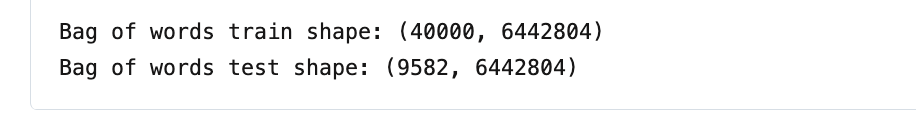 Bag of words train shape: (40000, 6442804)
Bag of words test shape: (9582, 6442804)